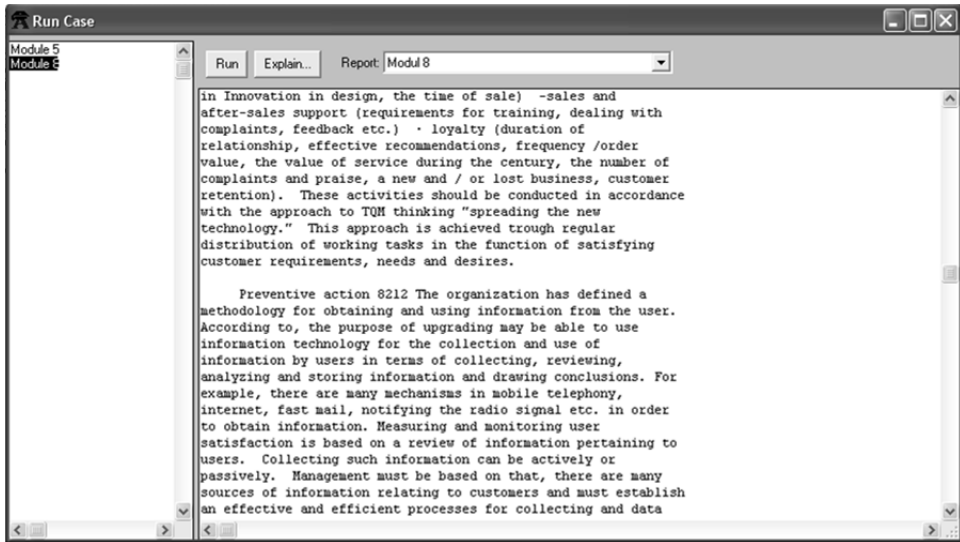 Run Case
Module 5
Module 8
Run Explain... Report: Modul 8
in Innovation in design, the time of sale)  -sales and
after-sales support (requirements for training, dealing with
complaints, feedback etc.)  · loyalty (duration of
relationship, effective recommendations, frequency /order
value, the value of service during the century, the number of
complaints and praise, a new and / or lost business, customer
retention).  These activities should be conducted in accordance
with the approach to TQM thinking "spreading the new
technology."  This approach is achieved trough regular
distribution of working tasks in the function of satisfying
customer requirements, needs and desires.
Preventive action 8212 The organization has defined a
methodology for obtaining and using information from the user.
According to, the purpose of upgrading may be able to use
information technology for the collection and use of
information by users in terms of collecting, reviewing,
analyzing and storing information and drawing conclusions. For
example, there are many mechanisms in mobile telephony,
internet, fast mail, notifying the radio signal etc. in order
to obtain information. Measuring and monitoring user
satisfaction is based on a review of information pertaining to
users.  Collecting such information can be actively or
passively.  Management must be based on that, there are many
sources of information relating to customers and must establish
an effective and efficient processes for collecting and data